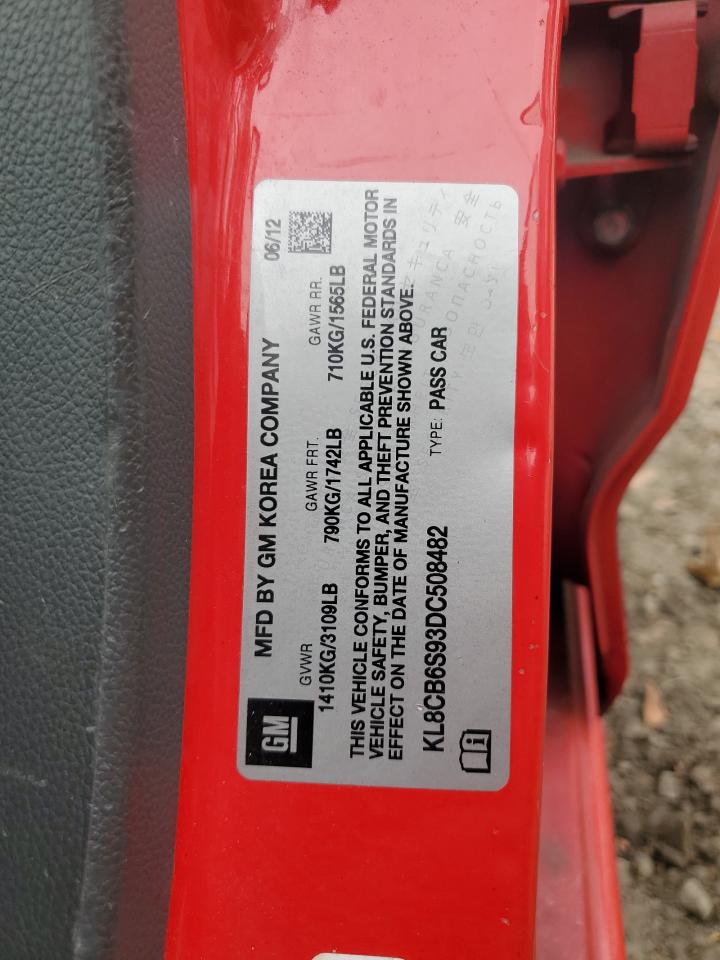 GM
MFD BY GM KOREA COMPANY 06/12
GVWR GAWR FRT. GAWR RR.
1410KG/3109LB 790KG/1742LB 710KG/1565LB
THIS VEHICLE CONFORMS TO ALL APPLICABLE U.S. FEDERAL MOTOR
VEHICLE SAFETY, BUMPER, AND THEFT PREVENTION STANDARDS IN
EFFECT ON THE DATE OF MANUFACTURE SHOWN ABOVE.
KL8CB6S93DC508482 TYPE: PASS CAR
安全